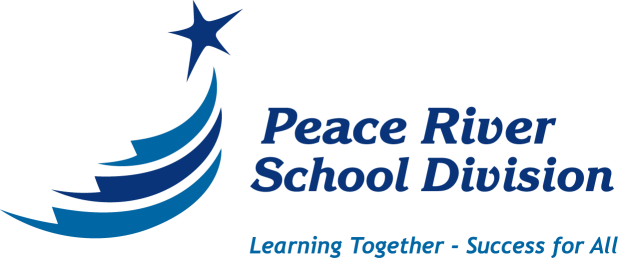 Peace River
School Division
Learning Together - Success for All